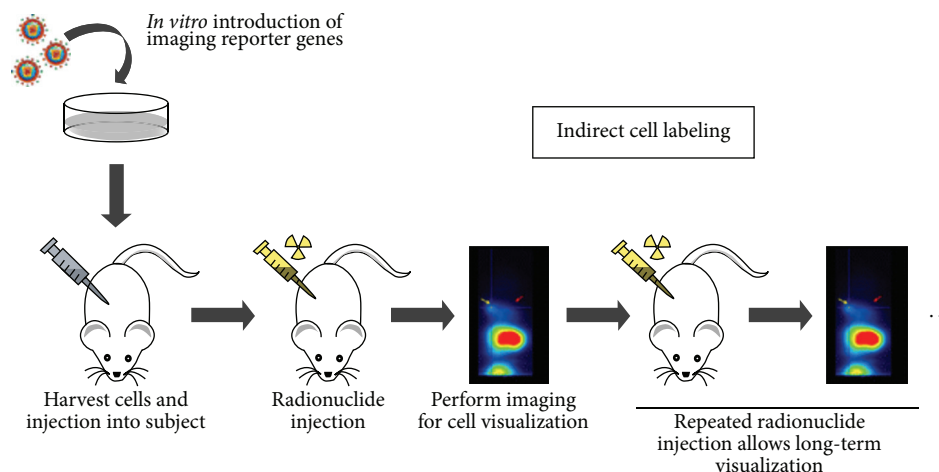 In vitro introduction of
imaging reporter genes
Indirect cell labeling
Harvest cells and
injection into subject
Radionuclide
injection
Perform imaging
for cell visualization
Repeated radionuclide
injection allows long-term
visualization
. .